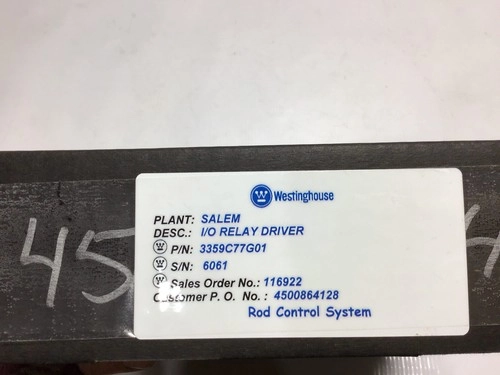 Westinghouse
PLANT: SALEM
DESC.: I/O RELAY DRIVER
P/N: 3359C77G01
S/N: 6061
Sales Order No.: 116922
Customer P. O. No. : 4500864128
Rod Control System
45